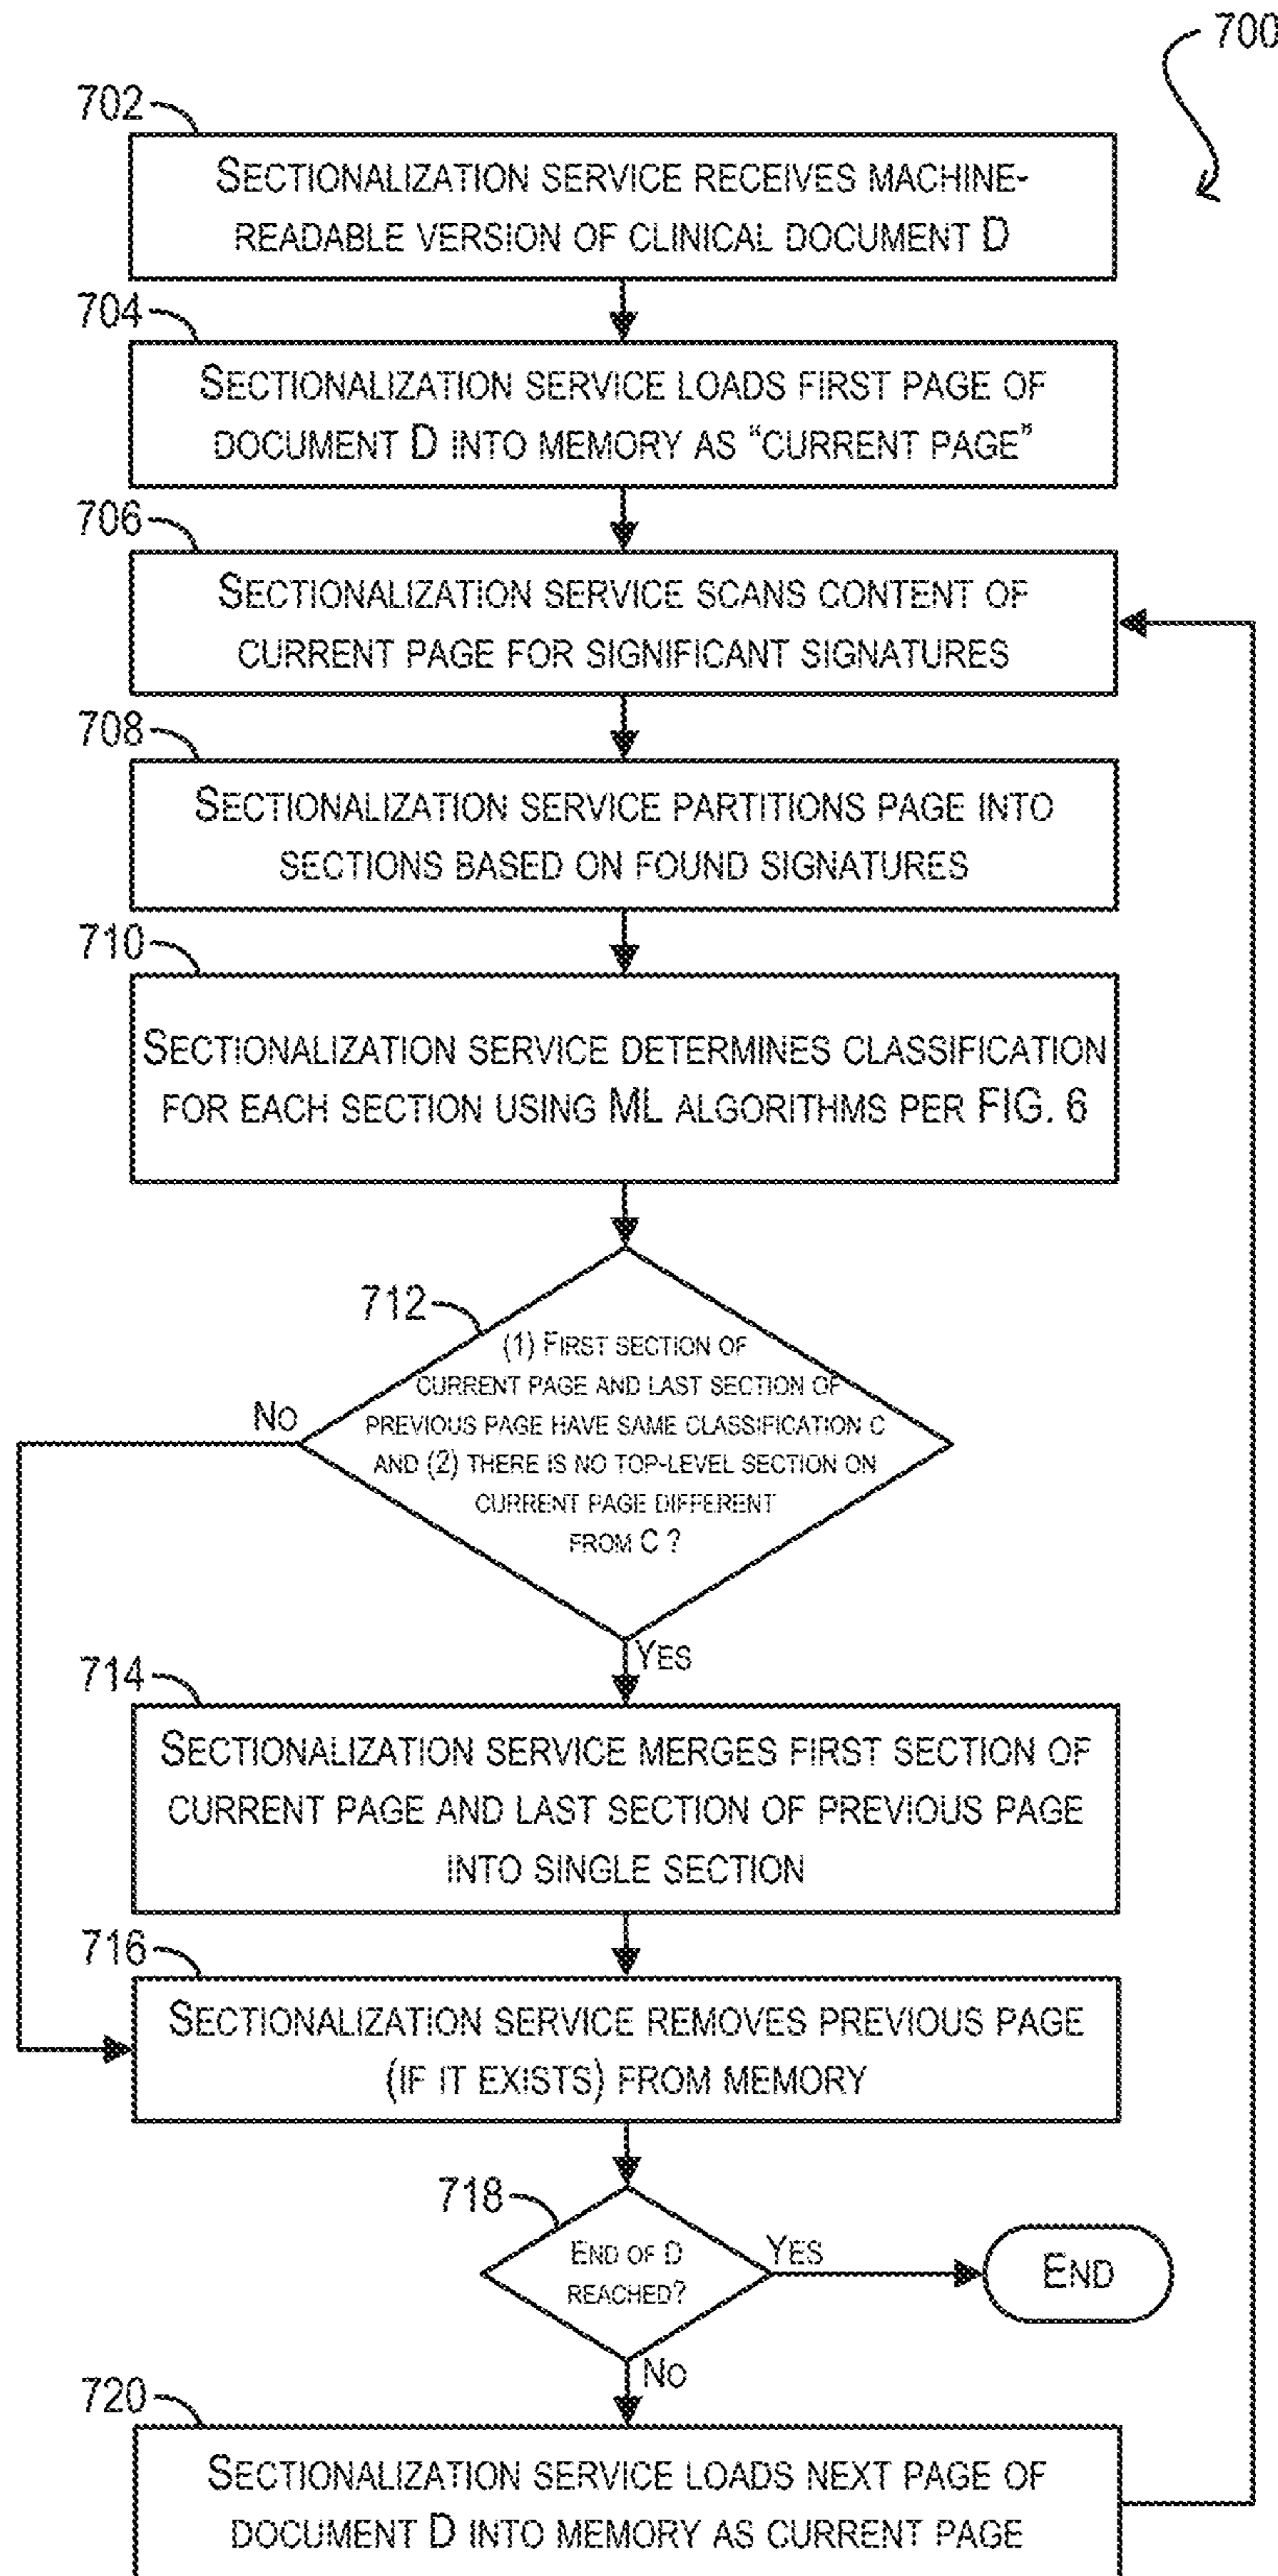 700
702
SECTIONALIZATION SERVICE RECEIVES MACHINE-
READABLE VERSION OF CLINICAL DOCUMENT D
704
SECTIONALIZATION SERVICE LOADS FIRST PAGE OF
DOCUMENT D INTO MEMORY AS “CURRENT PAGE”
706
SECTIONALIZATION SERVICE SCANS CONTENT OF
CURRENT PAGE FOR SIGNIFICANT SIGNATURES
708
SECTIONALIZATION SERVICE PARTITIONS PAGE INTO
SECTIONS BASED ON FOUND SIGNATURES
710
SECTIONALIZATION SERVICE DETERMINES CLASSIFICATION
FOR EACH SECTION USING ML ALGORITHMS PER FIG. 6
712
(1) FIRST SECTION OF
CURRENT PAGE AND LAST SECTION OF
PREVIOUS PAGE HAVE SAME CLASSIFICATION C
AND (2) THERE IS NO TOP-LEVEL SECTION ON
CURRENT PAGE DIFFERENT
FROM C ?
NO
YES
714
SECTIONALIZATION SERVICE MERGES FIRST SECTION OF
CURRENT PAGE AND LAST SECTION OF PREVIOUS PAGE
INTO SINGLE SECTION
716
SECTIONALIZATION SERVICE REMOVES PREVIOUS PAGE
(IF IT EXISTS) FROM MEMORY
718
END OF D
REACHED?
YES
END
NO
720
SECTIONALIZATION SERVICE LOADS NEXT PAGE OF
DOCUMENT D INTO MEMORY AS CURRENT PAGE